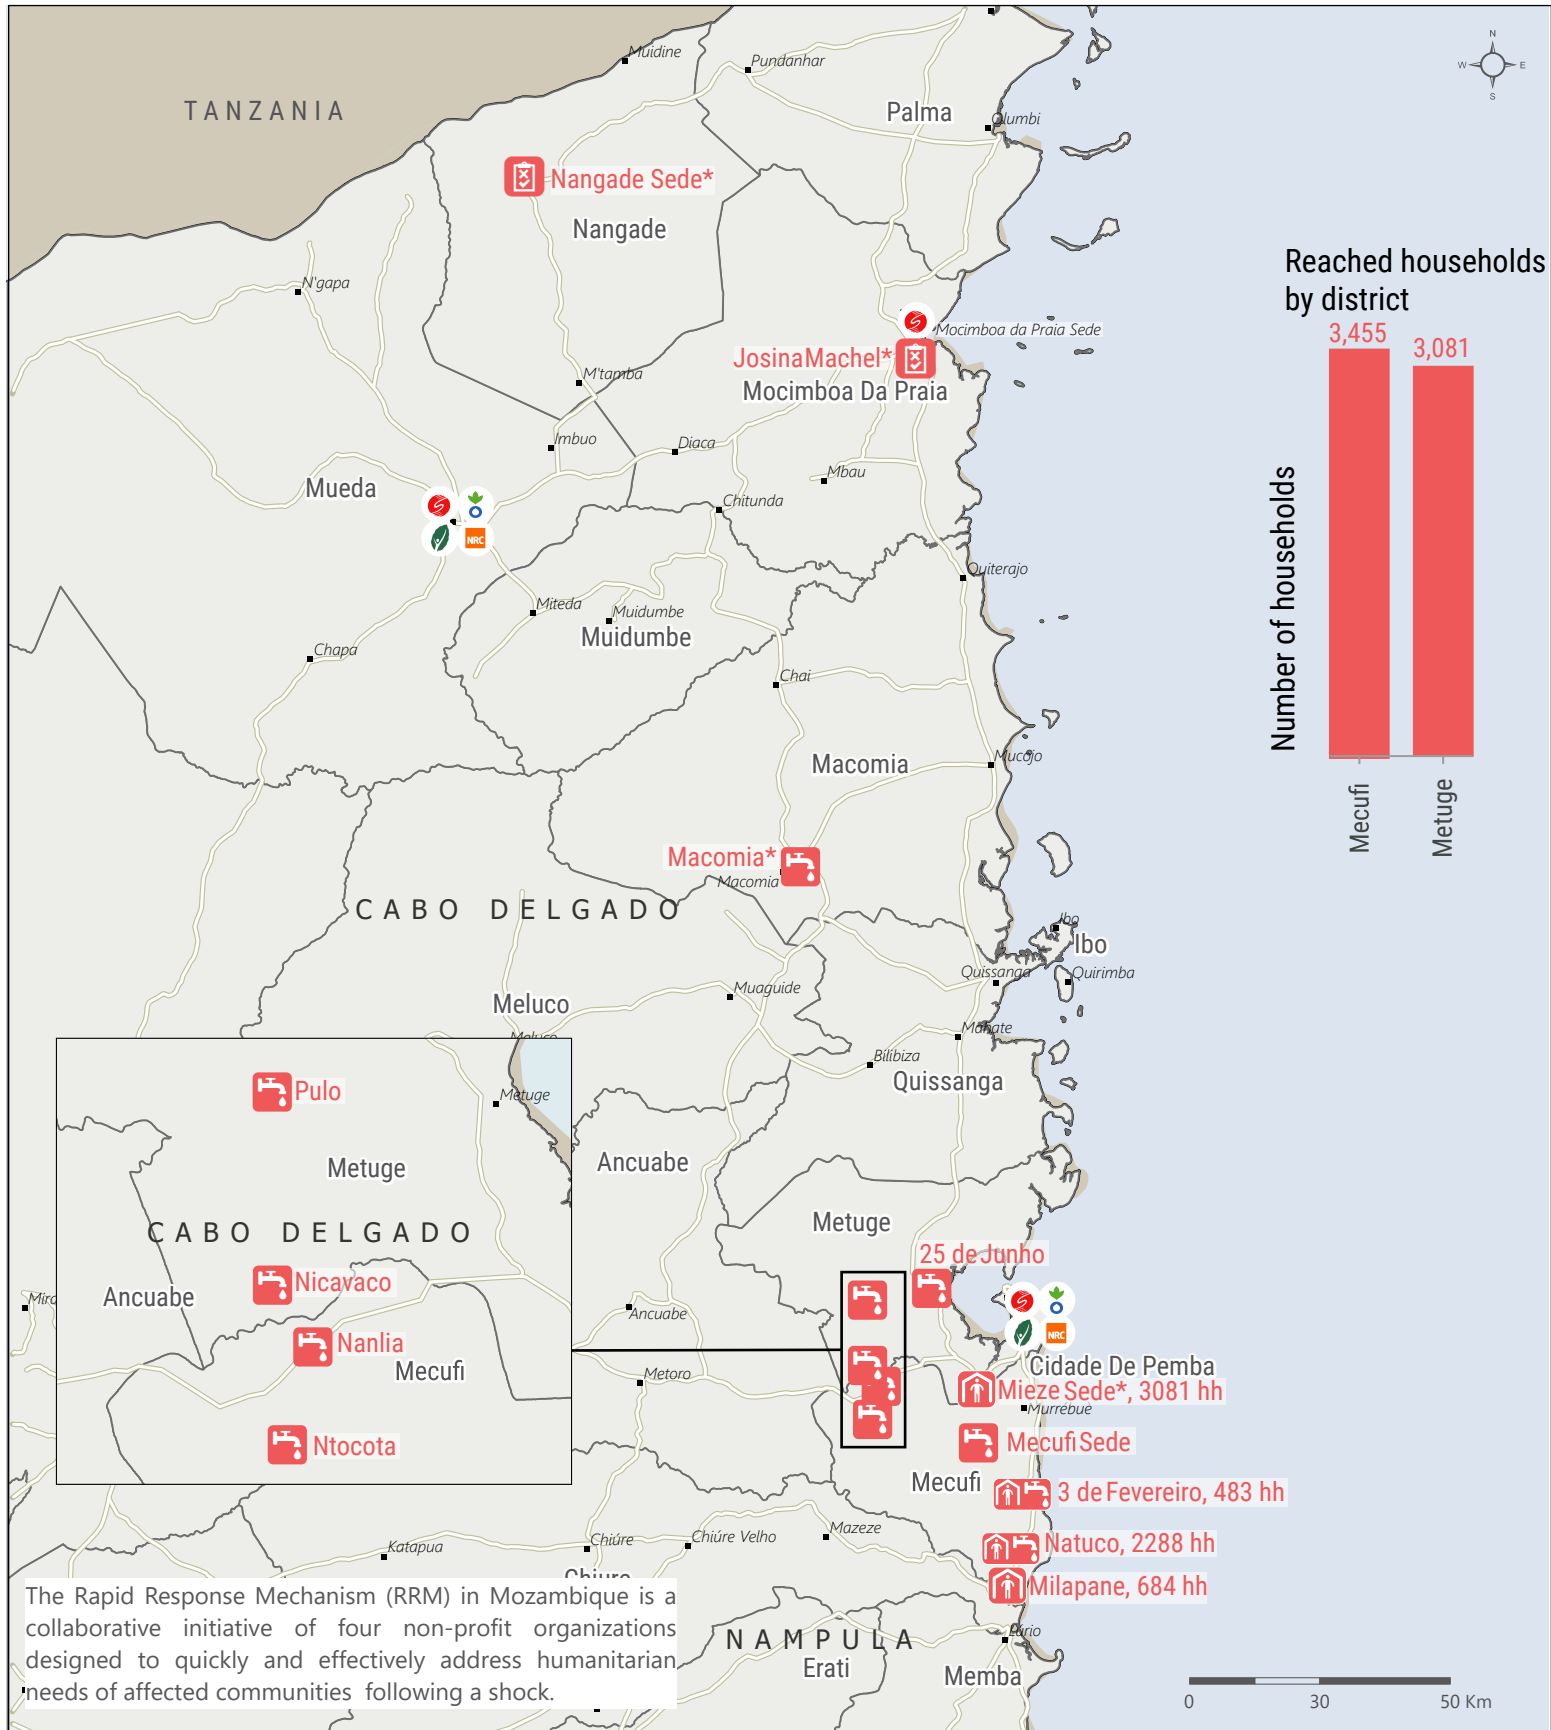 Muidine
Pundanhar
N
W
E
S
TANZANIA
Palma
Olumbi
Nangade Sede*
Nangade
N'gapa
Reached households
by district
3,455
3,081
Number of households
Mecufi
Metuge
Mocimboa da Praia Sede
JosinaMachel*
Mocimboa Da Praia
M'tamba
Imbuo
Diaca
Mbau
Mueda
Chitunda
NRC
Quiterajo
Miteda
Muidumbe
Muidumbe
Chapa
Chai
Macomia
Mucojo
Macomia*
Macomia
CABO DELGADO
Ibo
Ibo
Quissanga
Quirimba
Muaguide
Meluco
Meluco
Mahate
Bilibiza
Quissanga
Pulo
Metuge
Metuge
CABO DELGADO
Nicavaco
Ancuabe
Nanlia
Mecufi
Ntocota
Ancuabe
Metuge
25 de Junho
Ancuabe
NRC
Metoro
Cidade De Pemba
Mieze Sede*, 3081 hh
Murrébue
Mecufi Sede
Mecufi
3 de Fevereiro, 483 hh
Natuco, 2288 hh
Milapane, 684 hh
Katapua
Chiúre
Chiúre Velho
Mazeze
Chiure
The Rapid Response Mechanism (RRM) in Mozambique is a
collaborative initiative of four non-profit organizations
designed to quickly and effectively address humanitarian
needs of affected communities following a shock.
NAMPULA
Erati
Lúrio
Memba
0 30 50 Km